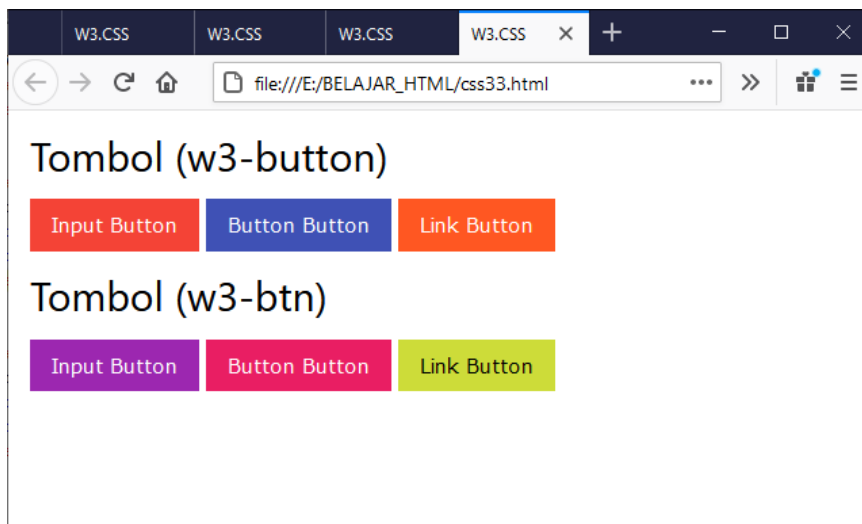 W3.CSS W3.CSS W3.CSS W3.CSS
file:///E:/BELAJAR_HTML/css33.html
Tombol (w3-button)
Input Button Button Button Link Button
Tombol (w3-btn)
Input Button Button Button Link Button